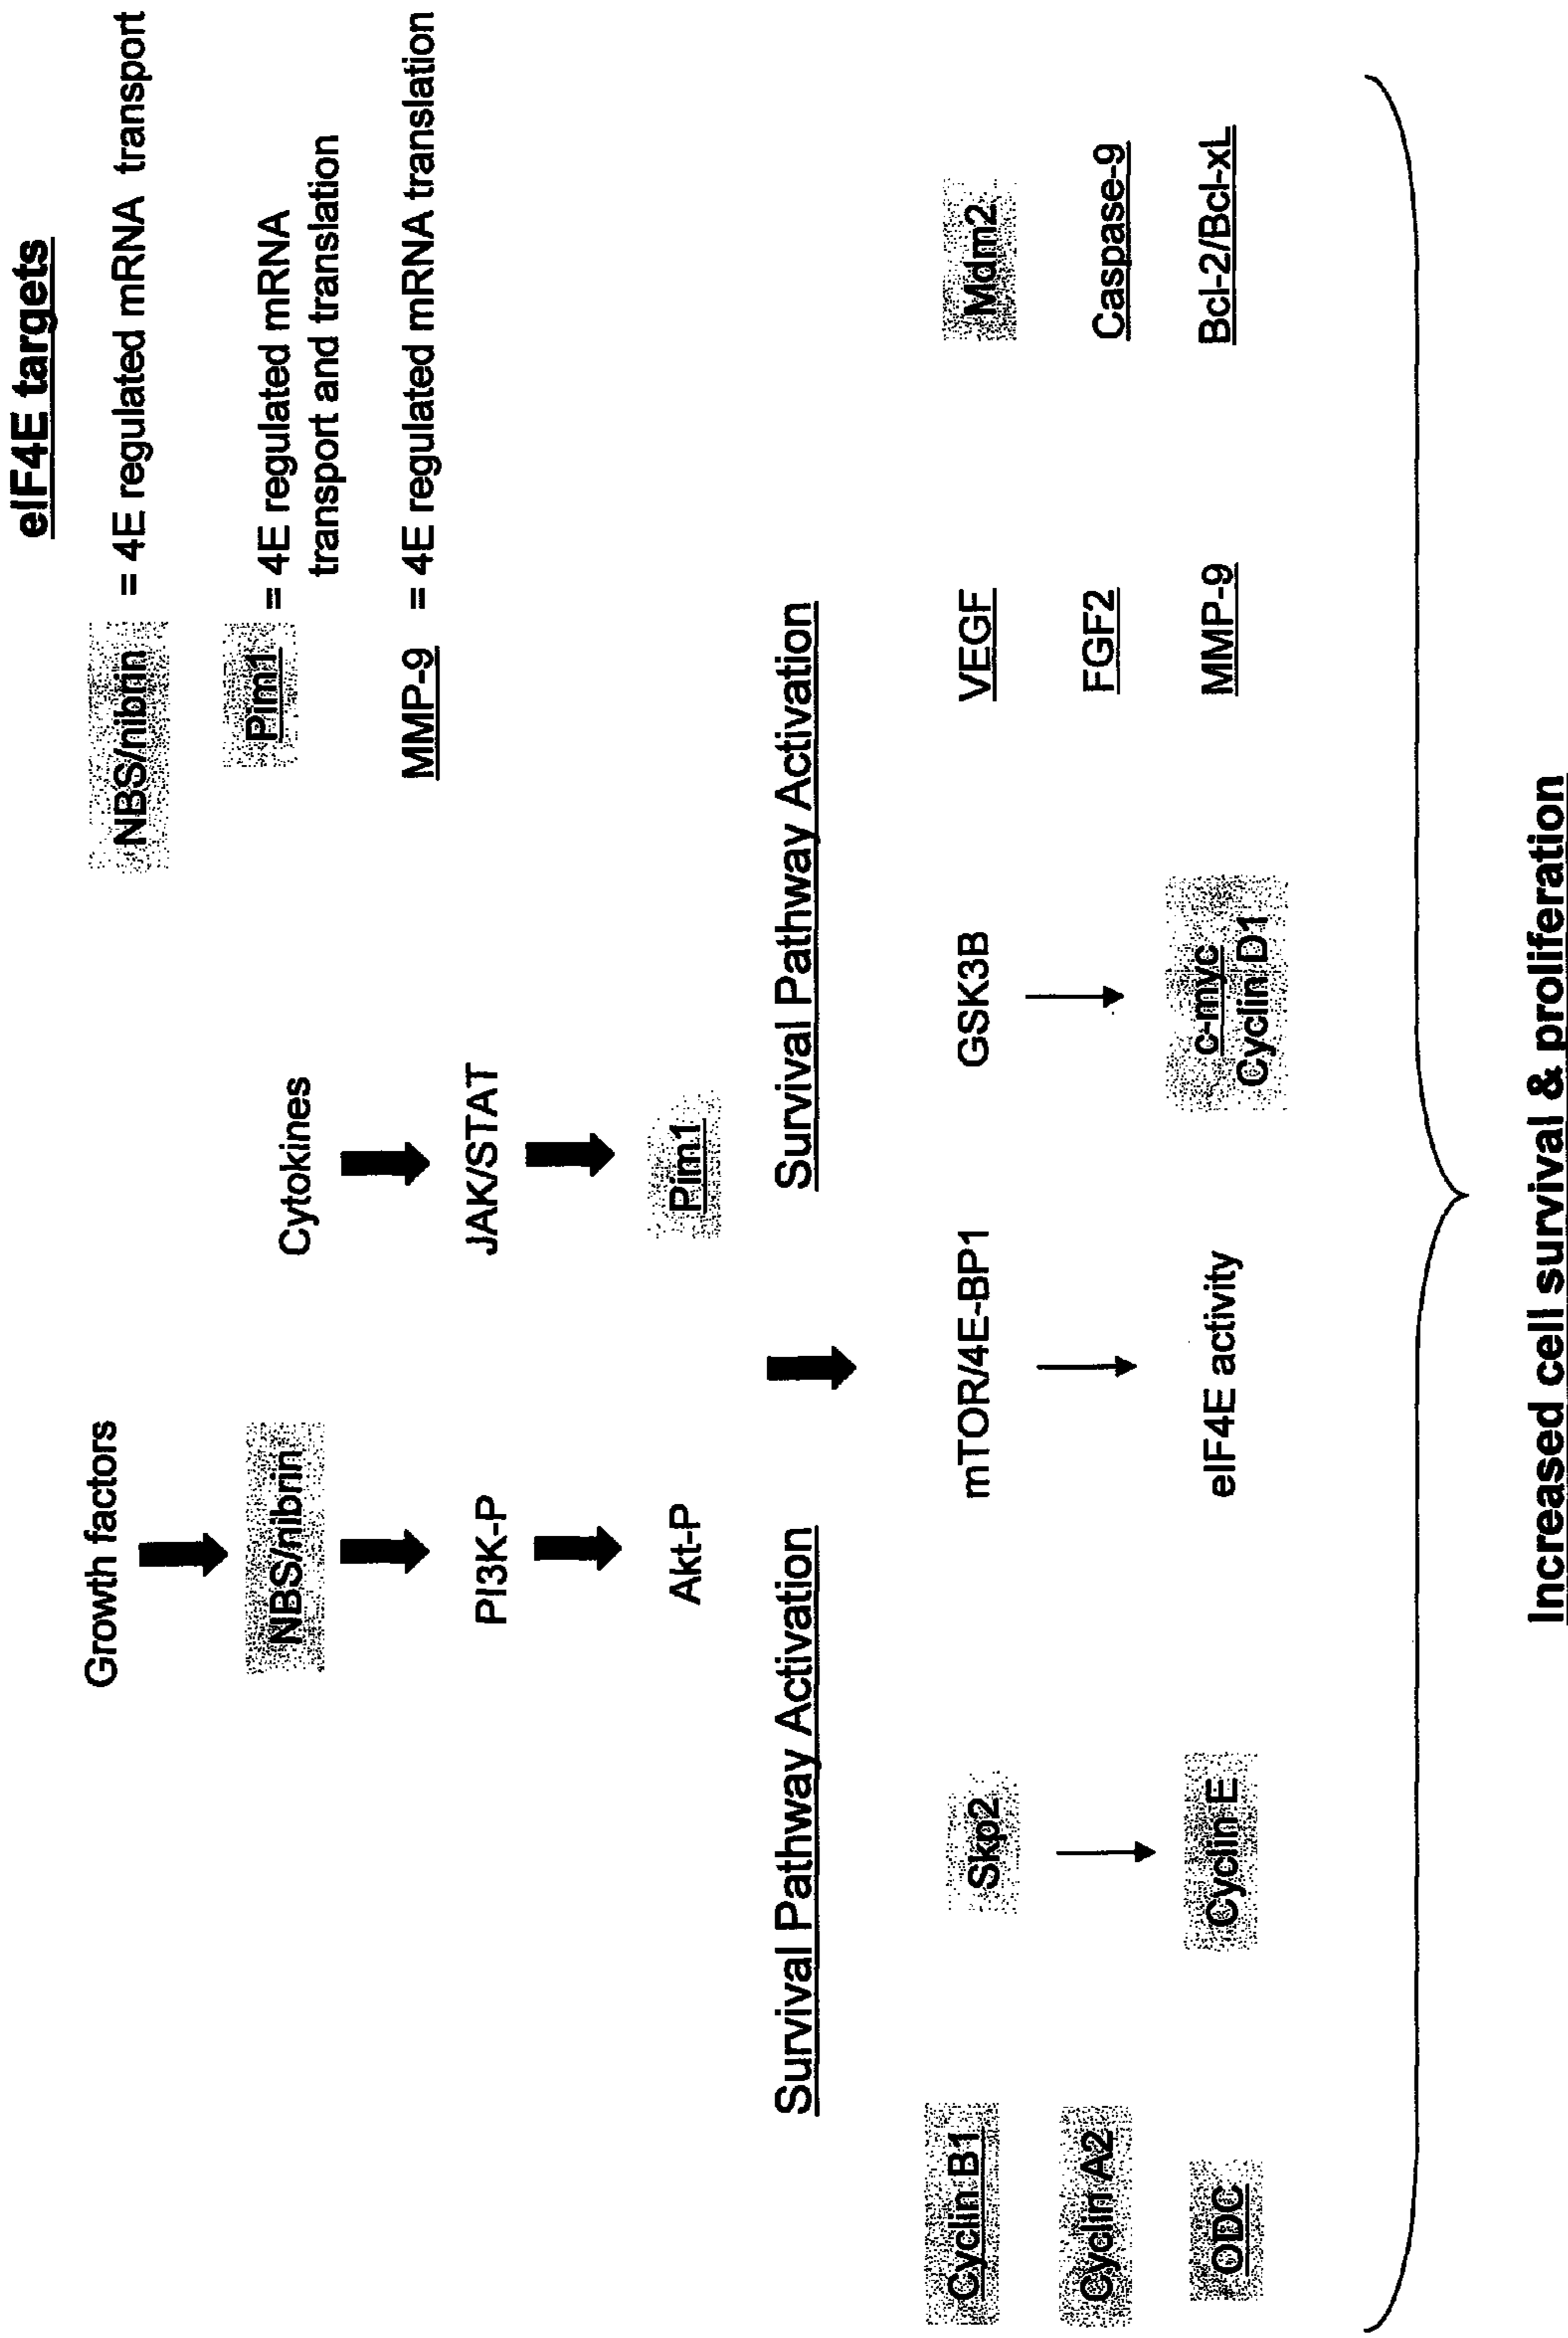 eIF4E targets
NBS/nibrin = 4E regulated mRNA transport
Pim1 = 4E regulated mRNA
transport and translation
MMP-9 = 4E regulated mRNA translation
Growth factors
NBS/nibrin
PI3K-P
Akt-P
Cytokines
JAK/STAT
Pim1
Survival Pathway Activation
Survival Pathway Activation
Cyclin B1
Cyclin A2
ODC
Skp2
Cyclin E
mTOR/4E-BP1
eIF4E activity
GSK3B
c-myc
Cyclin D1
VEGF
FGF2
MMP-9
Mdm2
Caspase-9
Bcl-2/Bcl-xL
Increased cell survival & proliferation